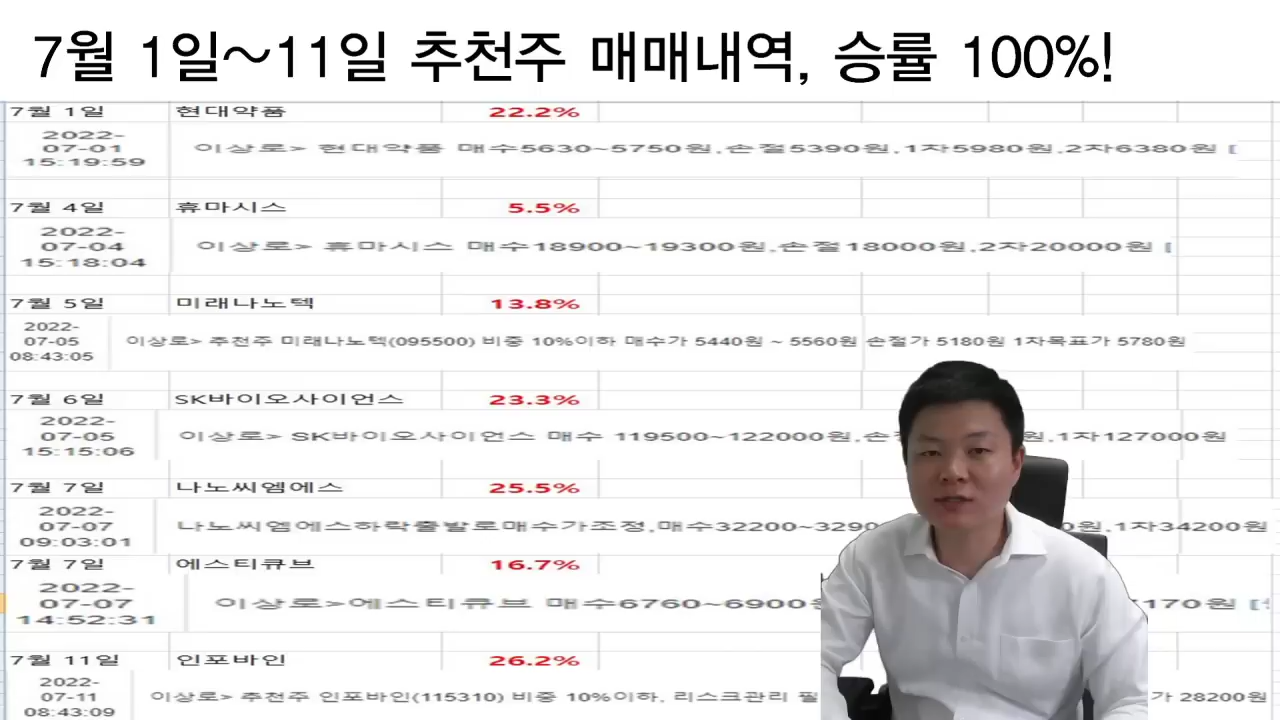 7월 1일~11일 추천주 매매내역, 승률 100%!
7월 1일 현대약품 22.2%
2022-
07-01
15:19:59
이상로> 현대약품 매수5630~5750원,손절5390원,1차5980원,2차6380원 [
7월 4일 휴마시스 5.5%
2022-
07-04
15:18:04
이상로> 휴마시스 매수18900~19300원,손절18000원,2차20000원 [
7월 5일 미래나노텍 13.8%
2022-
07-05
08:43:05
이상로> 추천주 미래나노텍(095500) 비중 10%이하 매수가 5440원 ~ 5560원 손절가 5180원 1차목표가 5780원
7월 6일 SK바이오사이언스 23.3%
2022-
07-05
15:15:06
이상로> SK바이오사이언스 매수 119500~122000원,손 원,1차127000원
7월 7일 나노씨엠에스 25.5%
2022-
07-07
09:03:01
나노씨엠에스하락출발로매수가조정,매수32200~3290 원,1차34200원
7월 7일 에스티큐브 16.7%
2022-
07-07
14:52:31
이상로>에스티큐브 매수6760~6900 170원 [
7월 11일 인포바인 26.2%
2022-
07-11
08:43:09
이상로> 추천주 인포바인(115310) 비중 10%이하, 리스크관리 필 가 28200원